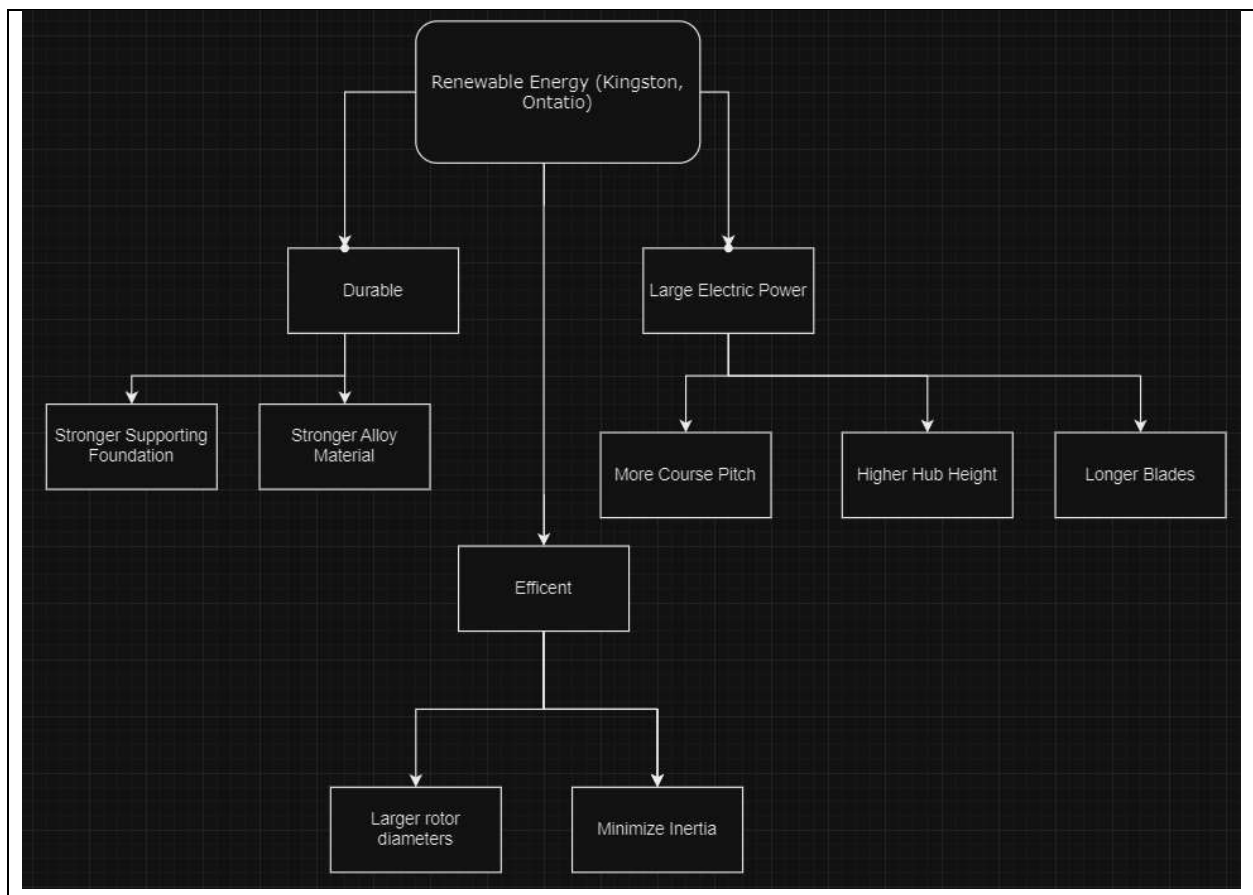 Renewable Energy (Kingston,
Ontatio)
Durable
Large Electric Power
Stronger Supporting
Foundation
Stronger Alloy
Material
More Course Pitch
Higher Hub Height
Longer Blades
Efficent
Larger rotor
diameters
Minimize Inertia